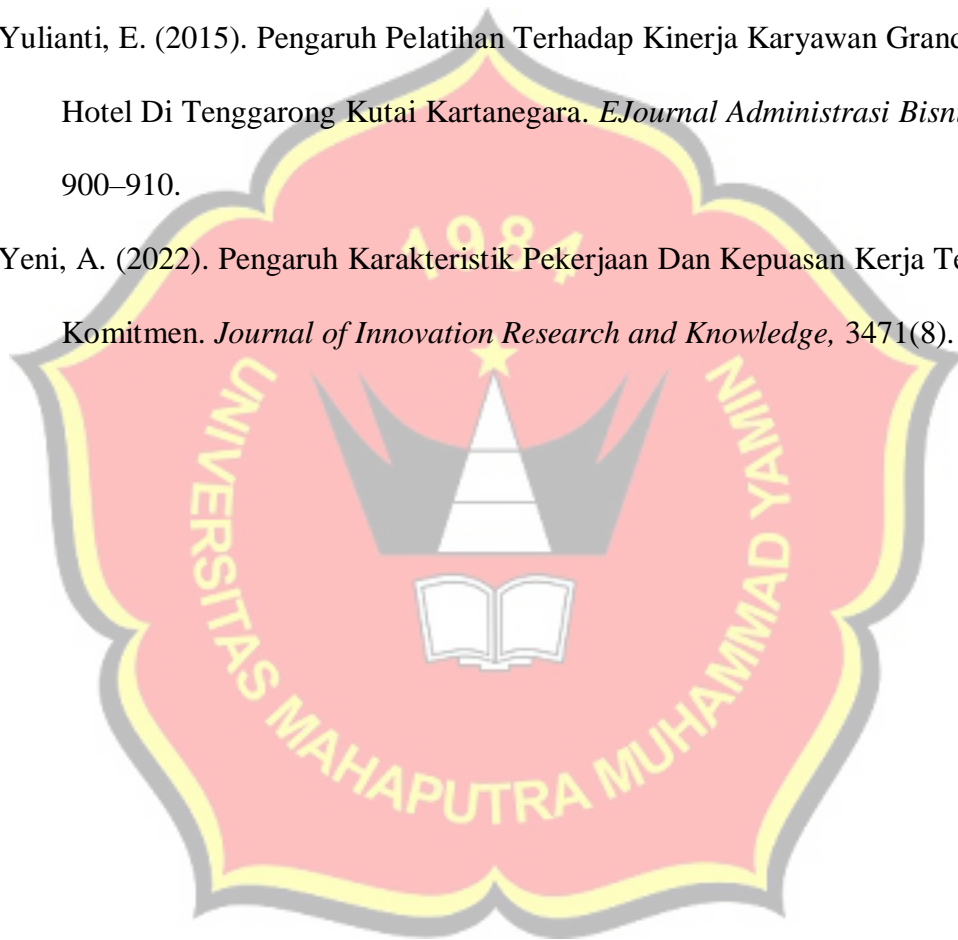 Yulianti, E. (2015). Pengaruh Pelatihan Terhadap Kinerja Karyawan Grand
Hotel Di Tenggarong Kutai Kartanegara. EJournal Administrasi
900–910.
Yeni, A. (2022). Pengaruh Karakteristik Pekerjaan Dan Kepuasan Kerja
Komitmen. Journal of Innovation Research and Knowledge, 3471(8).
1984
UNIVERSITAS MAHAPUTRA MUHAMMAD YAMIN